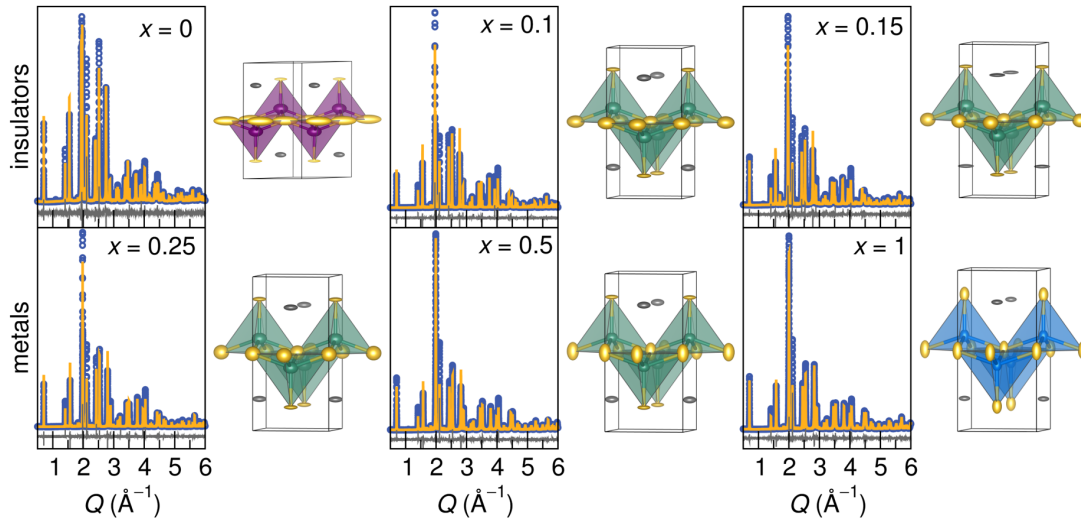 insulators
x = 0
x = 0.1
x = 0.15
metals
x = 0.25
x = 0.5
x = 1
1 2 3 4 5 6
1 2 3 4 5 6
1 2 3 4 5 6
Q (Å⁻¹)
Q (Å⁻¹)
Q (Å⁻¹)